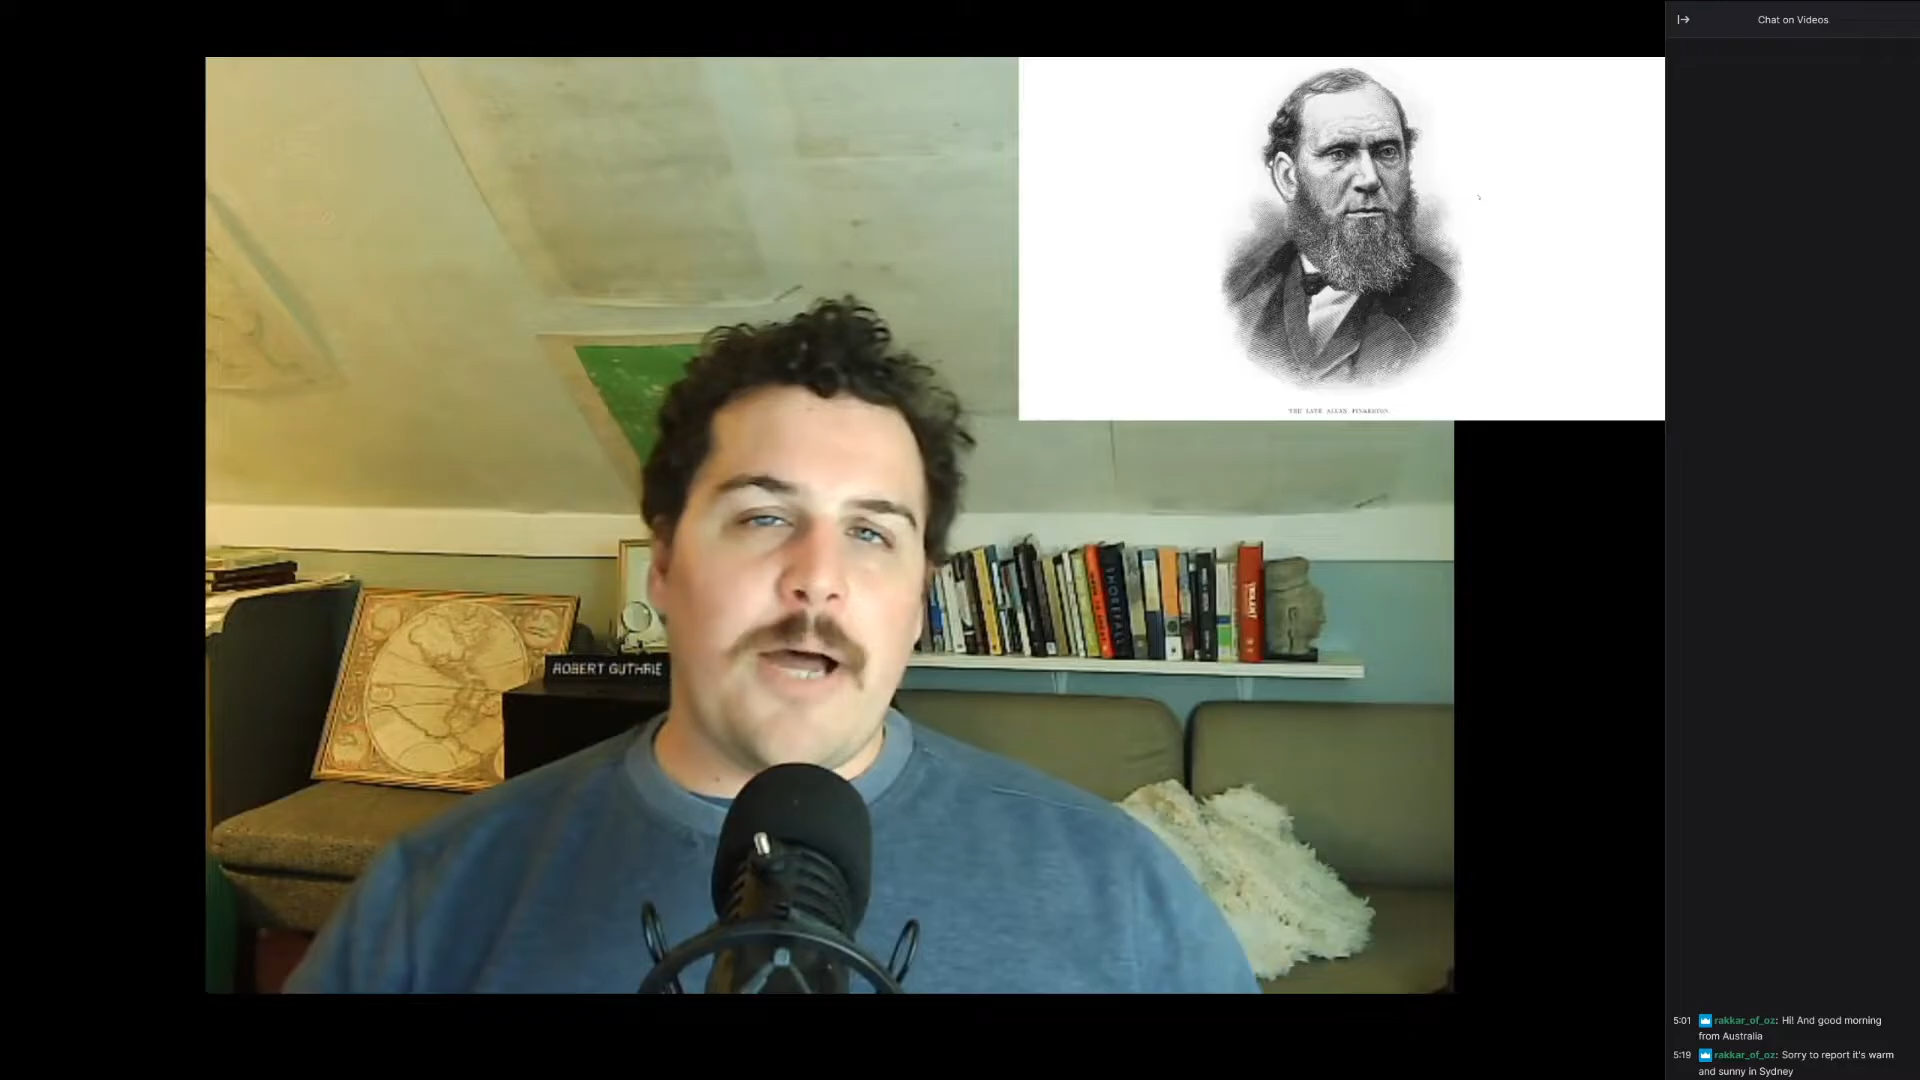 Chat on Videos
THE LATE ALLAN PINKERTON.
ROBERT GUTHRIE
SHOREFALL
5:01 rakkar_of_oz: Hi! And good morning
from Australia
5:19 rakkar_of_oz: Sorry to report it's warm
and sunny in Sydney